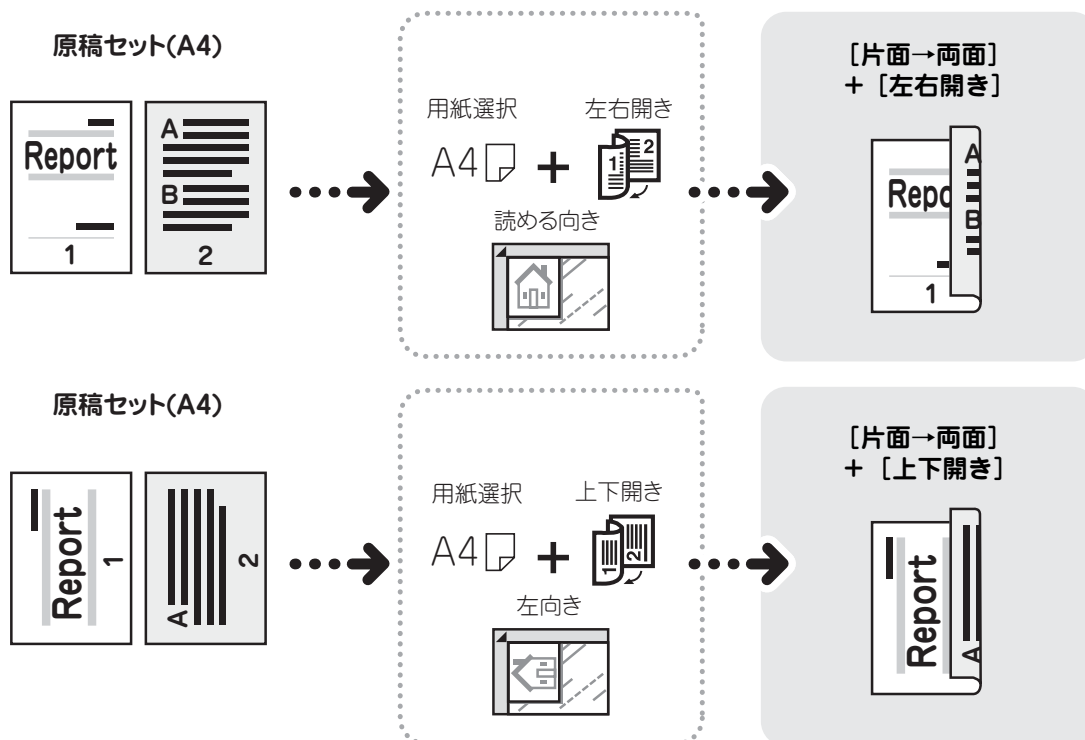 原稿セット(A4)
Report
1
A
B
2
用紙選択
A4
+
左右開き
1
2
読める向き
[片面→両面]
+ [左右開き]
Repo
1
A
B
原稿セット(A4)
Report
1
A
2
用紙選択
A4
+
上下開き
1
2
左向き
[片面→両面]
+ [上下開き]
Report
A